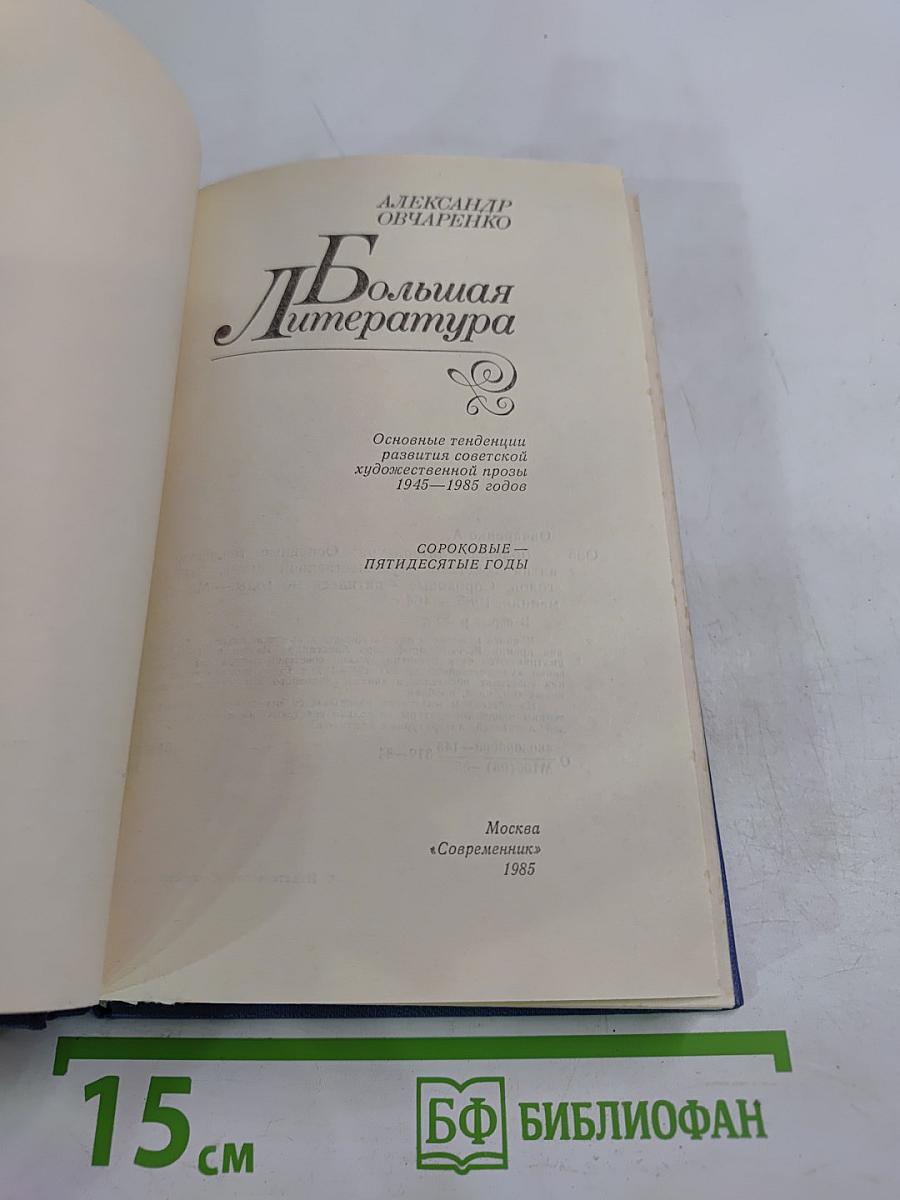 АЛЕКСАНДР
ОВЧАРЕНКО
Большая
Литература
Основные тенденции
развития советской
художественной прозы
1945—1985 годов
СОРОКОВЫЕ —
ПЯТИДЕСЯТЫЕ ГОДЫ
Москва
«Современник»
1985
15 см
БФ БИБЛИОФАН